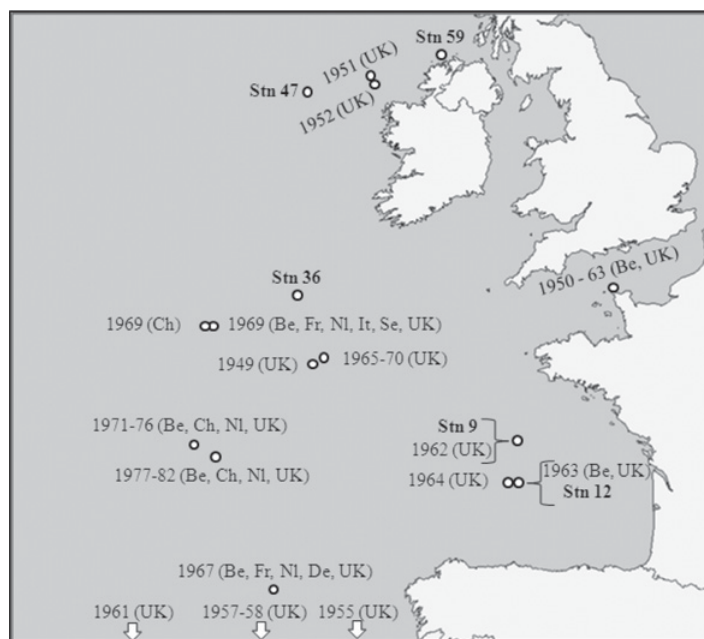 Stn 59
1951 (UK)
Stn 47
1952 (UK)
1950 - 63 (Be, UK)
Stn 36
1969 (Ch)
1969 (Be, Fr, Nl, It, Se, UK)
1949 (UK)
1965-70 (UK)
1971-76 (Be, Ch, Nl, UK)
Stn 9
1962 (UK)
1977-82 (Be, Ch, Nl, UK)
1964 (UK)
1963 (Be, UK)
Stn 12
1967 (Be, Fr, Nl, De, UK)
1961 (UK)
1957-58 (UK)
1955 (UK)